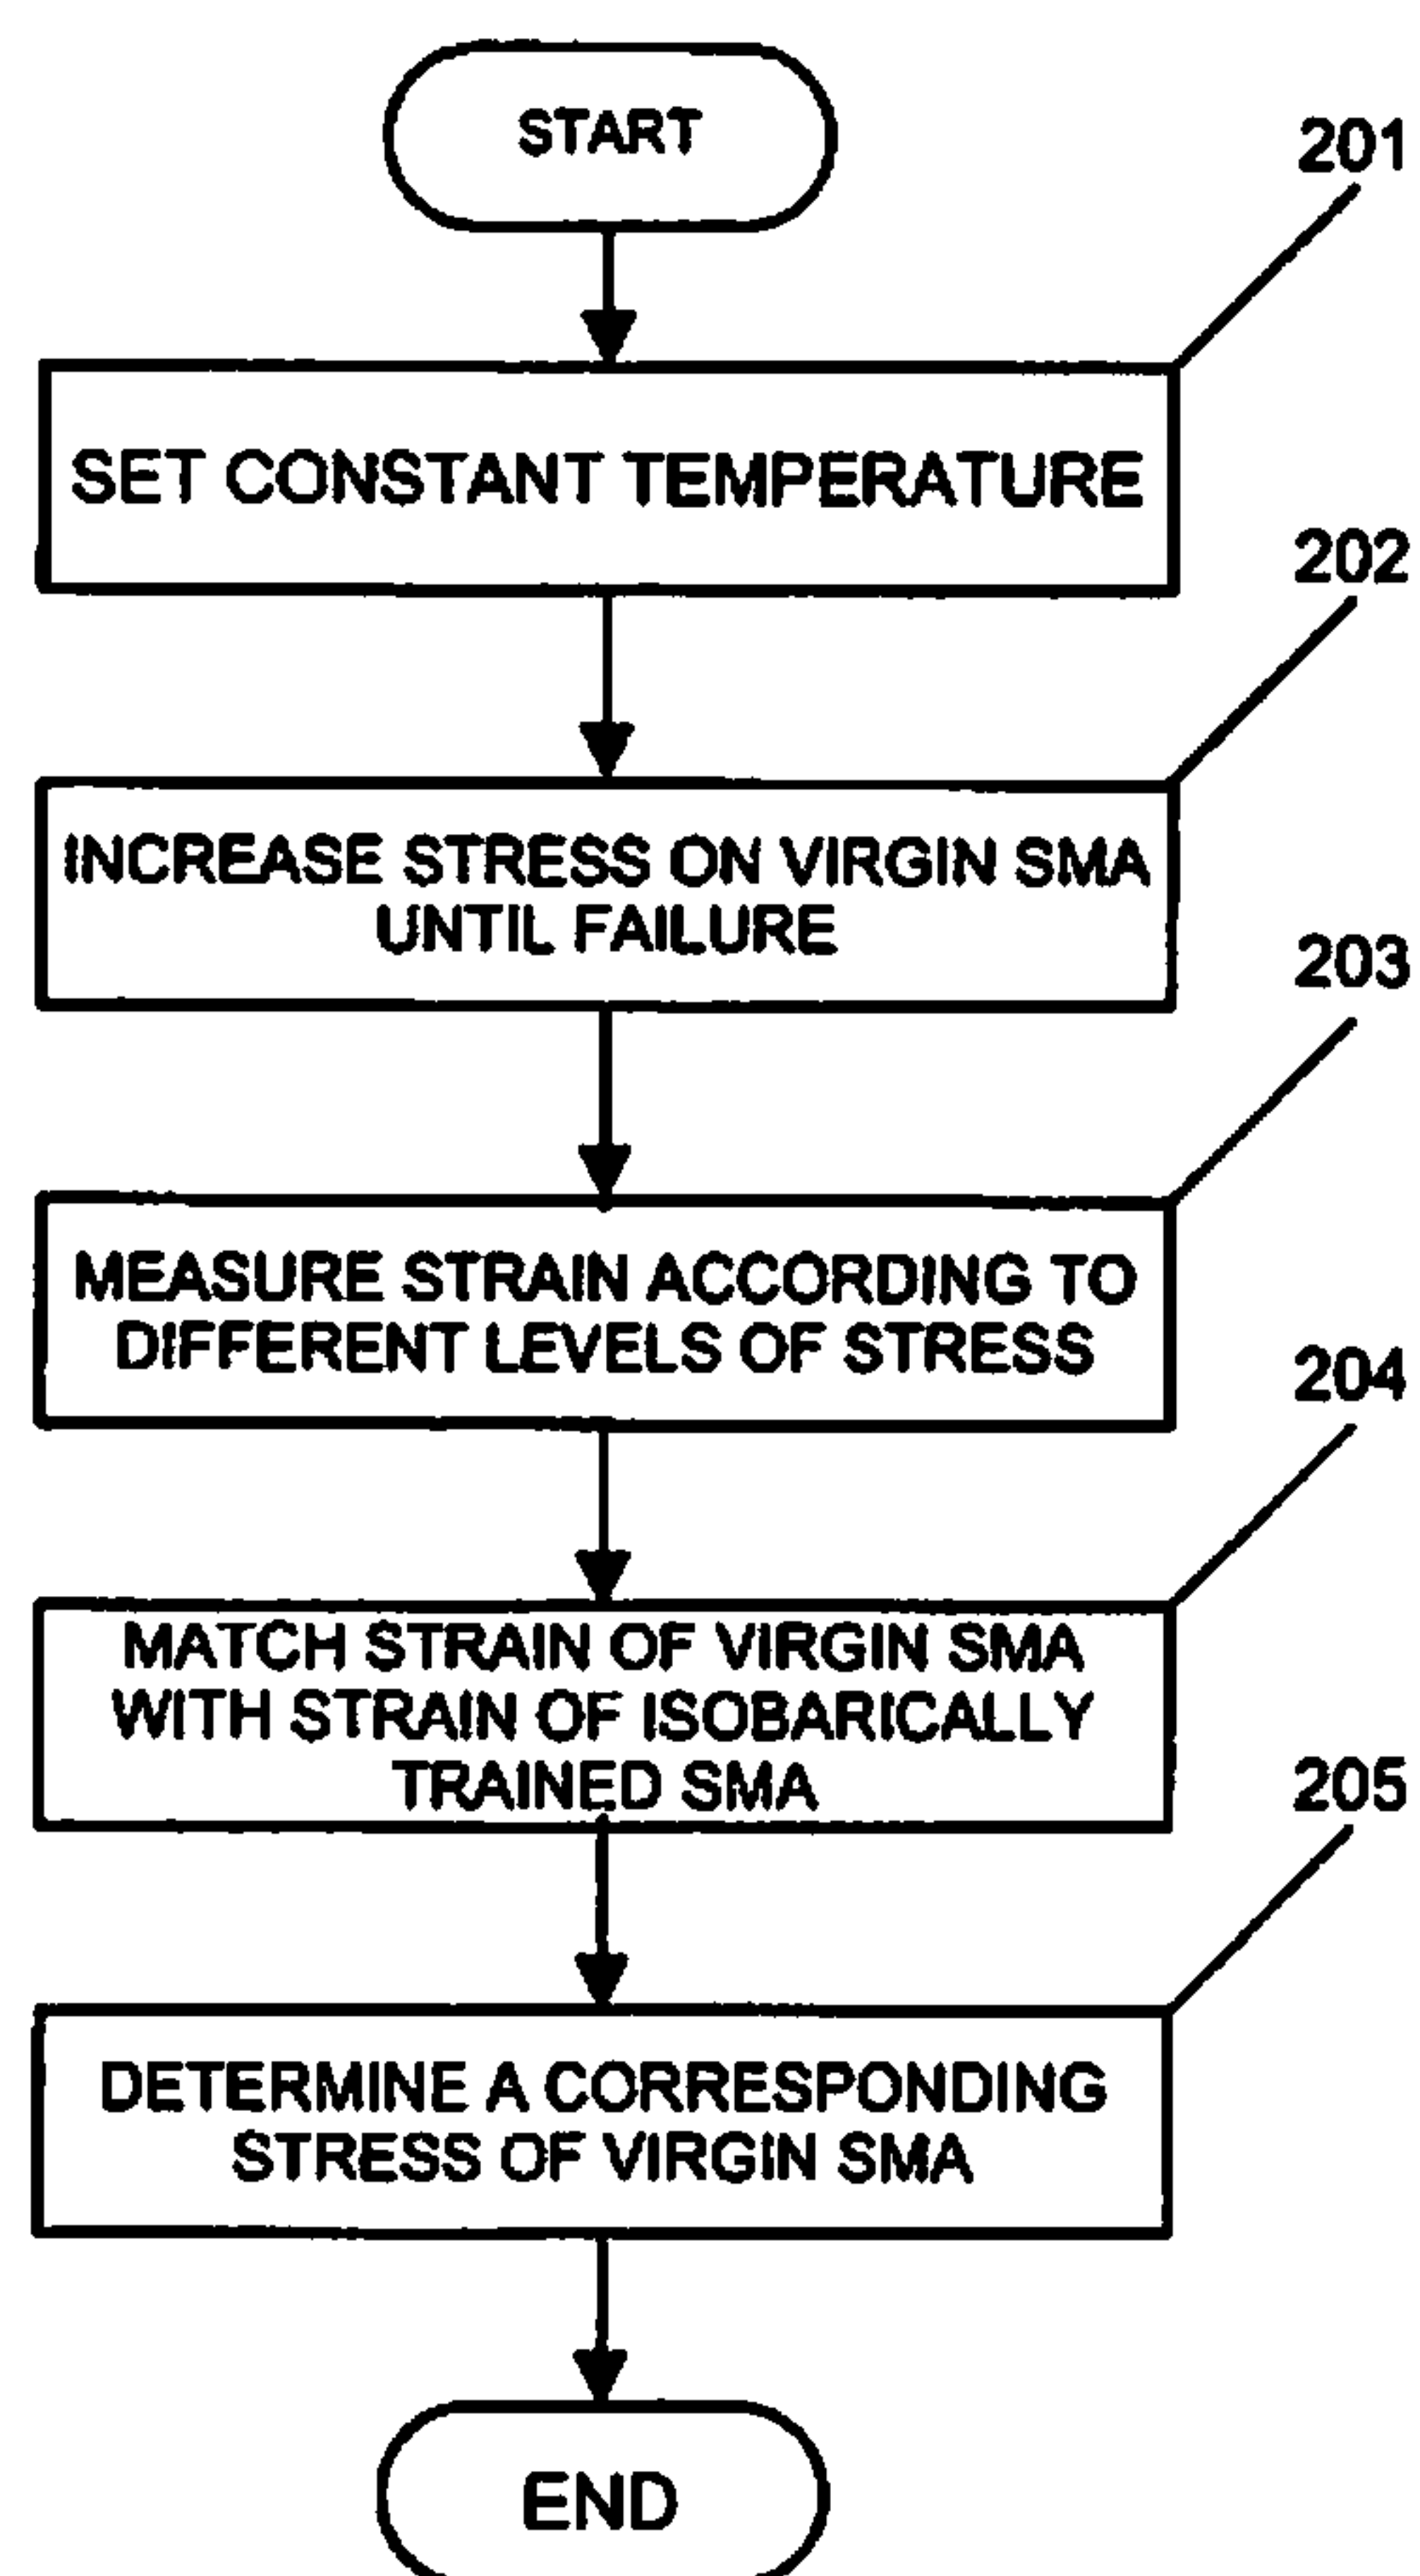 START
201
SET CONSTANT TEMPERATURE
202
INCREASE STRESS ON VIRGIN SMA
UNTIL FAILURE
203
MEASURE STRAIN ACCORDING TO
DIFFERENT LEVELS OF STRESS
204
MATCH STRAIN OF VIRGIN SMA
WITH STRAIN OF ISOBARICALLY
TRAINED SMA
205
DETERMINE A CORRESPONDING
STRESS OF VIRGIN SMA
END